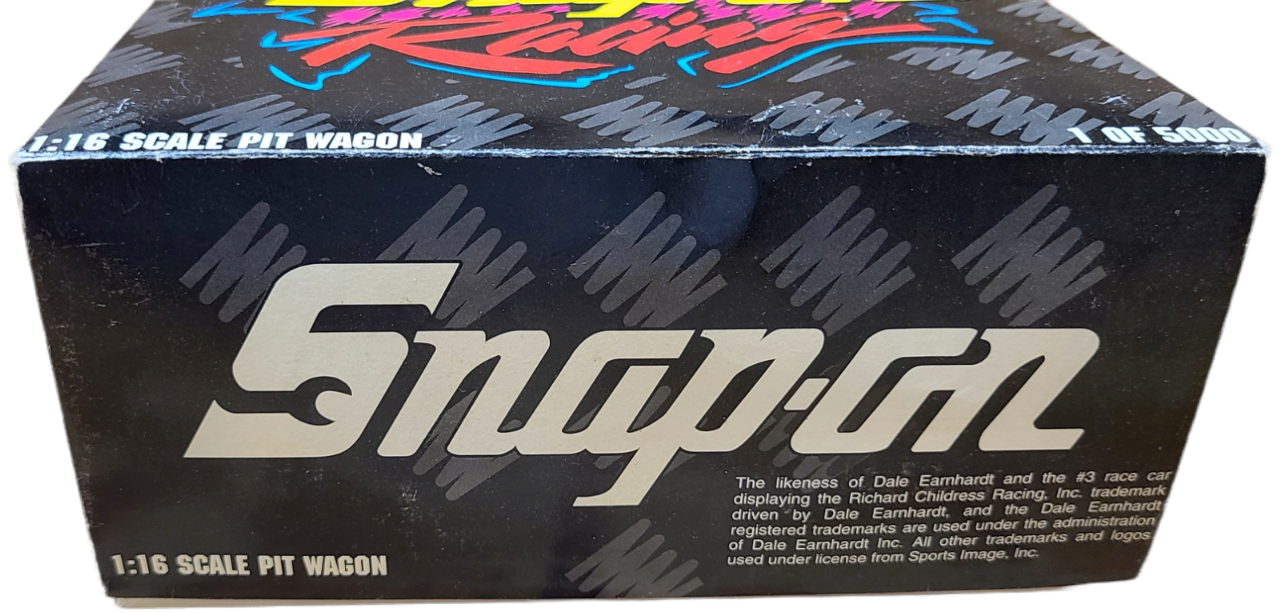 Snap-on
Racing
1:16 SCALE PIT WAGON
1 OF 5000
Snap-on
The likeness of Dale Earnhardt and the #3 race car
displaying the Richard Childress Racing, Inc. trademark
driven by Dale Earnhardt, and the Dale Earnhardt
registered trademarks are used under the administration
of Dale Earnhardt Inc. All other trademarks and logos
used under license from Sports Image, Inc.
1:16 SCALE PIT WAGON